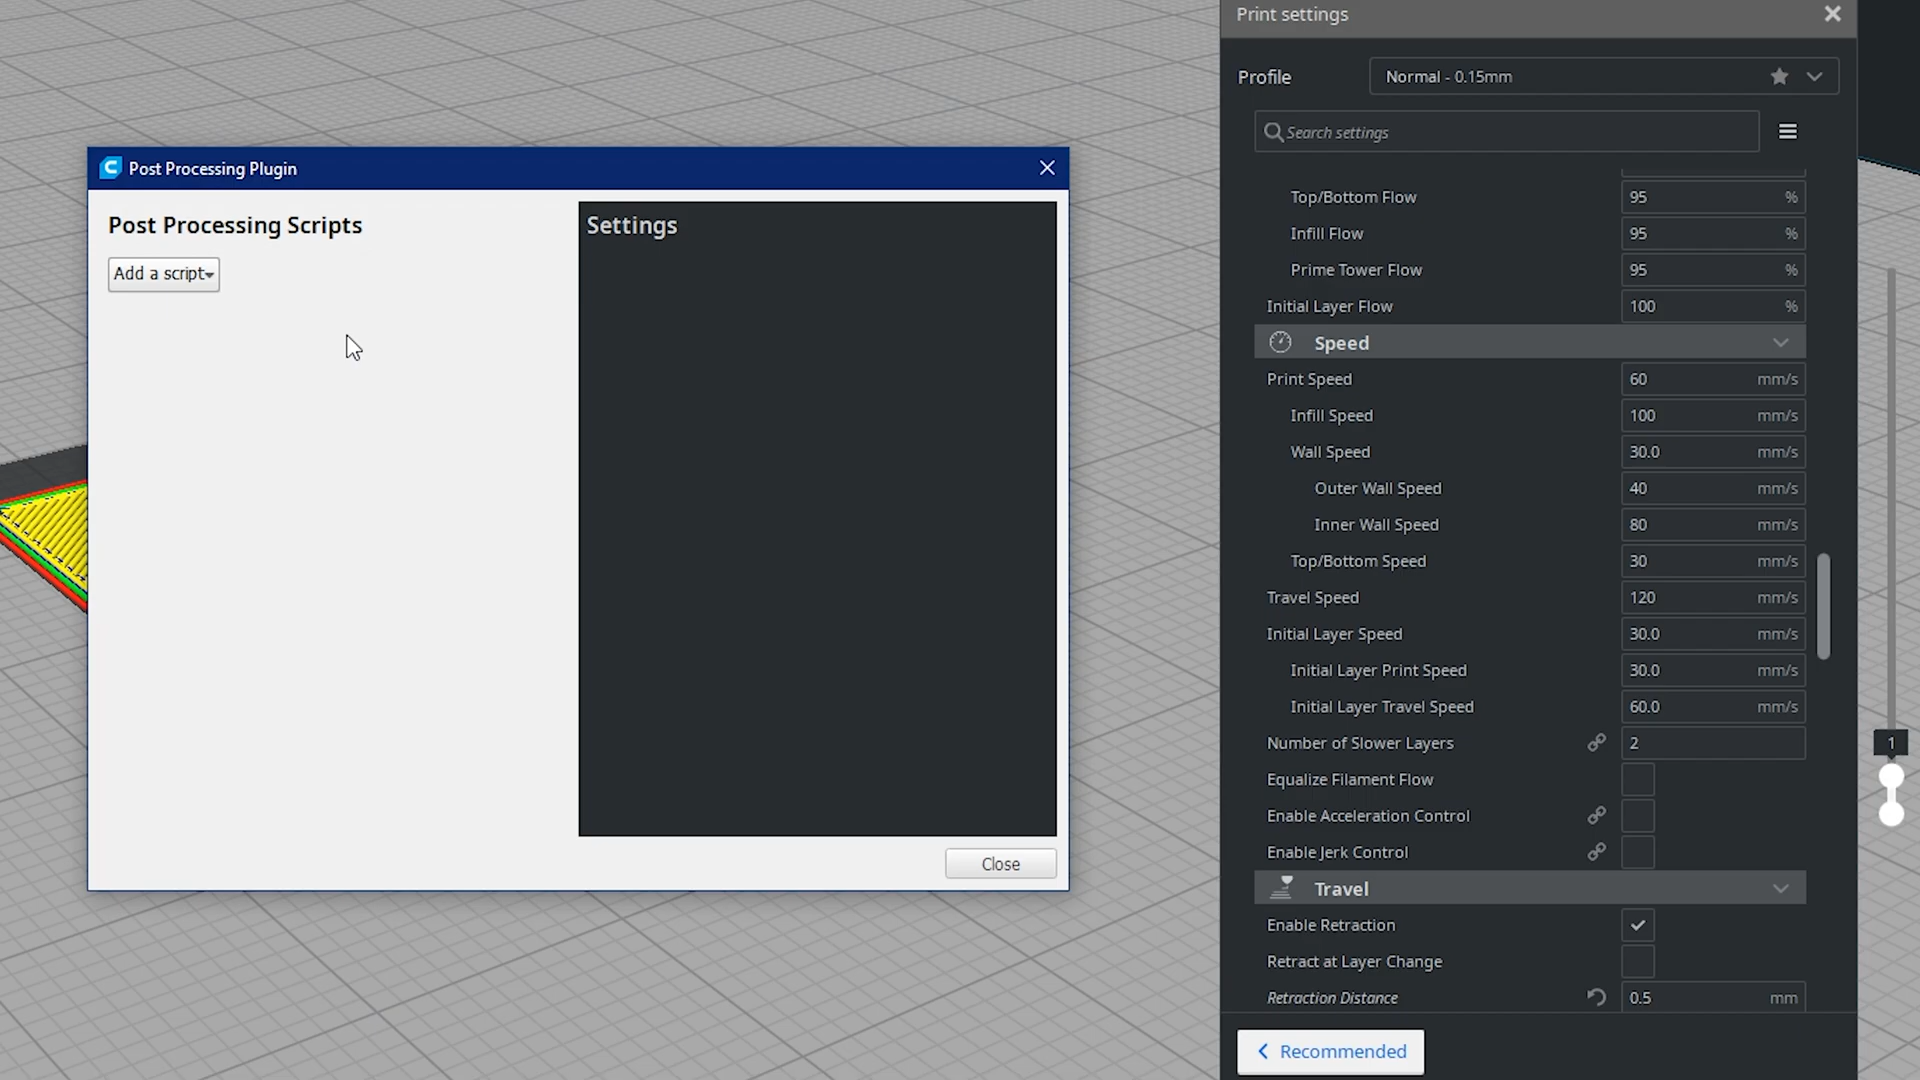 Post Processing Plugin
Post Processing Scripts
Add a script
Settings
Close
Print settings
Profile
Normal - 0.15mm
Search settings
Top/Bottom Flow 95 %
Infill Flow 95 %
Prime Tower Flow 95 %
Initial Layer Flow 100 %
Speed
Print Speed 60 mm/s
Infill Speed 100 mm/s
Wall Speed 30.0 mm/s
Outer Wall Speed 40 mm/s
Inner Wall Speed 80 mm/s
Top/Bottom Speed 30 mm/s
Travel Speed 120 mm/s
Initial Layer Speed 30.0 mm/s
Initial Layer Print Speed 30.0 mm/s
Initial Layer Travel Speed 60.0 mm/s
Number of Slower Layers 2
Equalize Filament Flow
Enable Acceleration Control
Enable Jerk Control
Travel
Enable Retraction
Retract at Layer Change
Retraction Distance 0.5 mm
Recommended
1